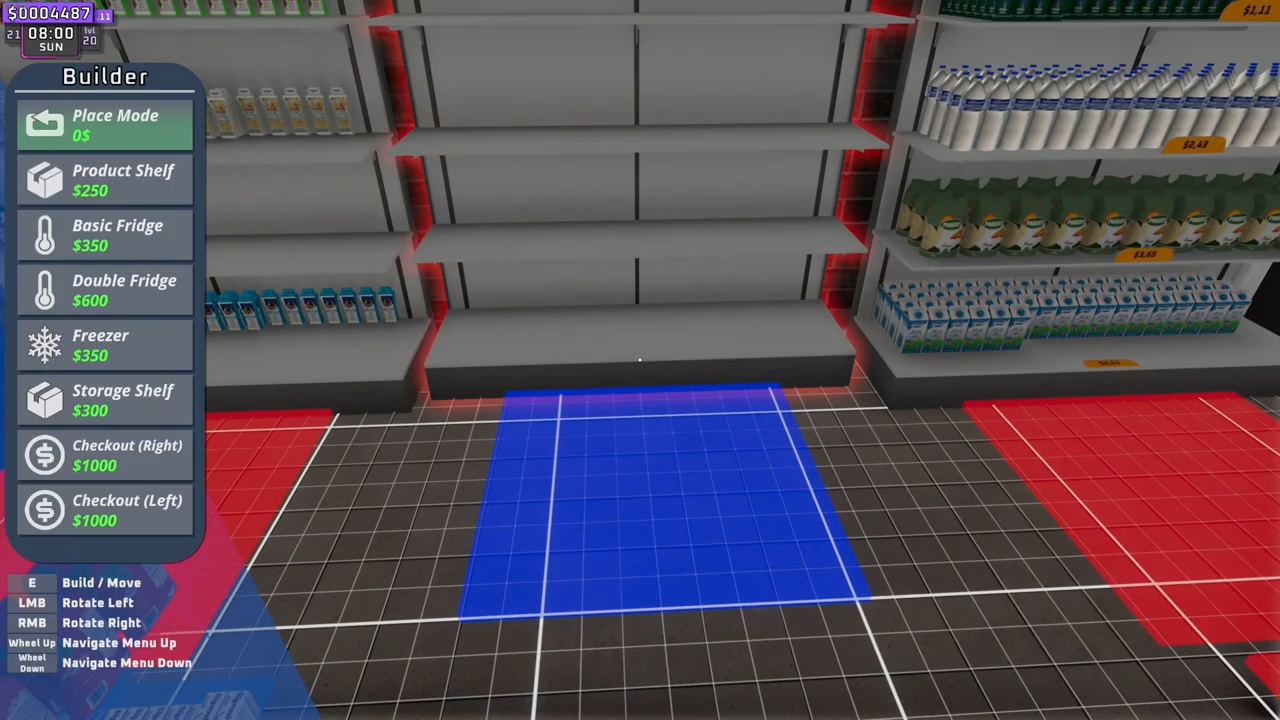 $0004487 .11
21 08:00 lvl 20
SUN
Builder
Place Mode
0$
Product Shelf
$250
Basic Fridge
$350
Double Fridge
$600
Freezer
$350
Storage Shelf
$300
Checkout (Right)
$1000
Checkout (Left)
$1000
E Build / Move
LMB Rotate Left
RMB Rotate Right
Wheel Up Navigate Menu Up
Wheel Down Navigate Menu Down
$1,11
$2,43
$3,65